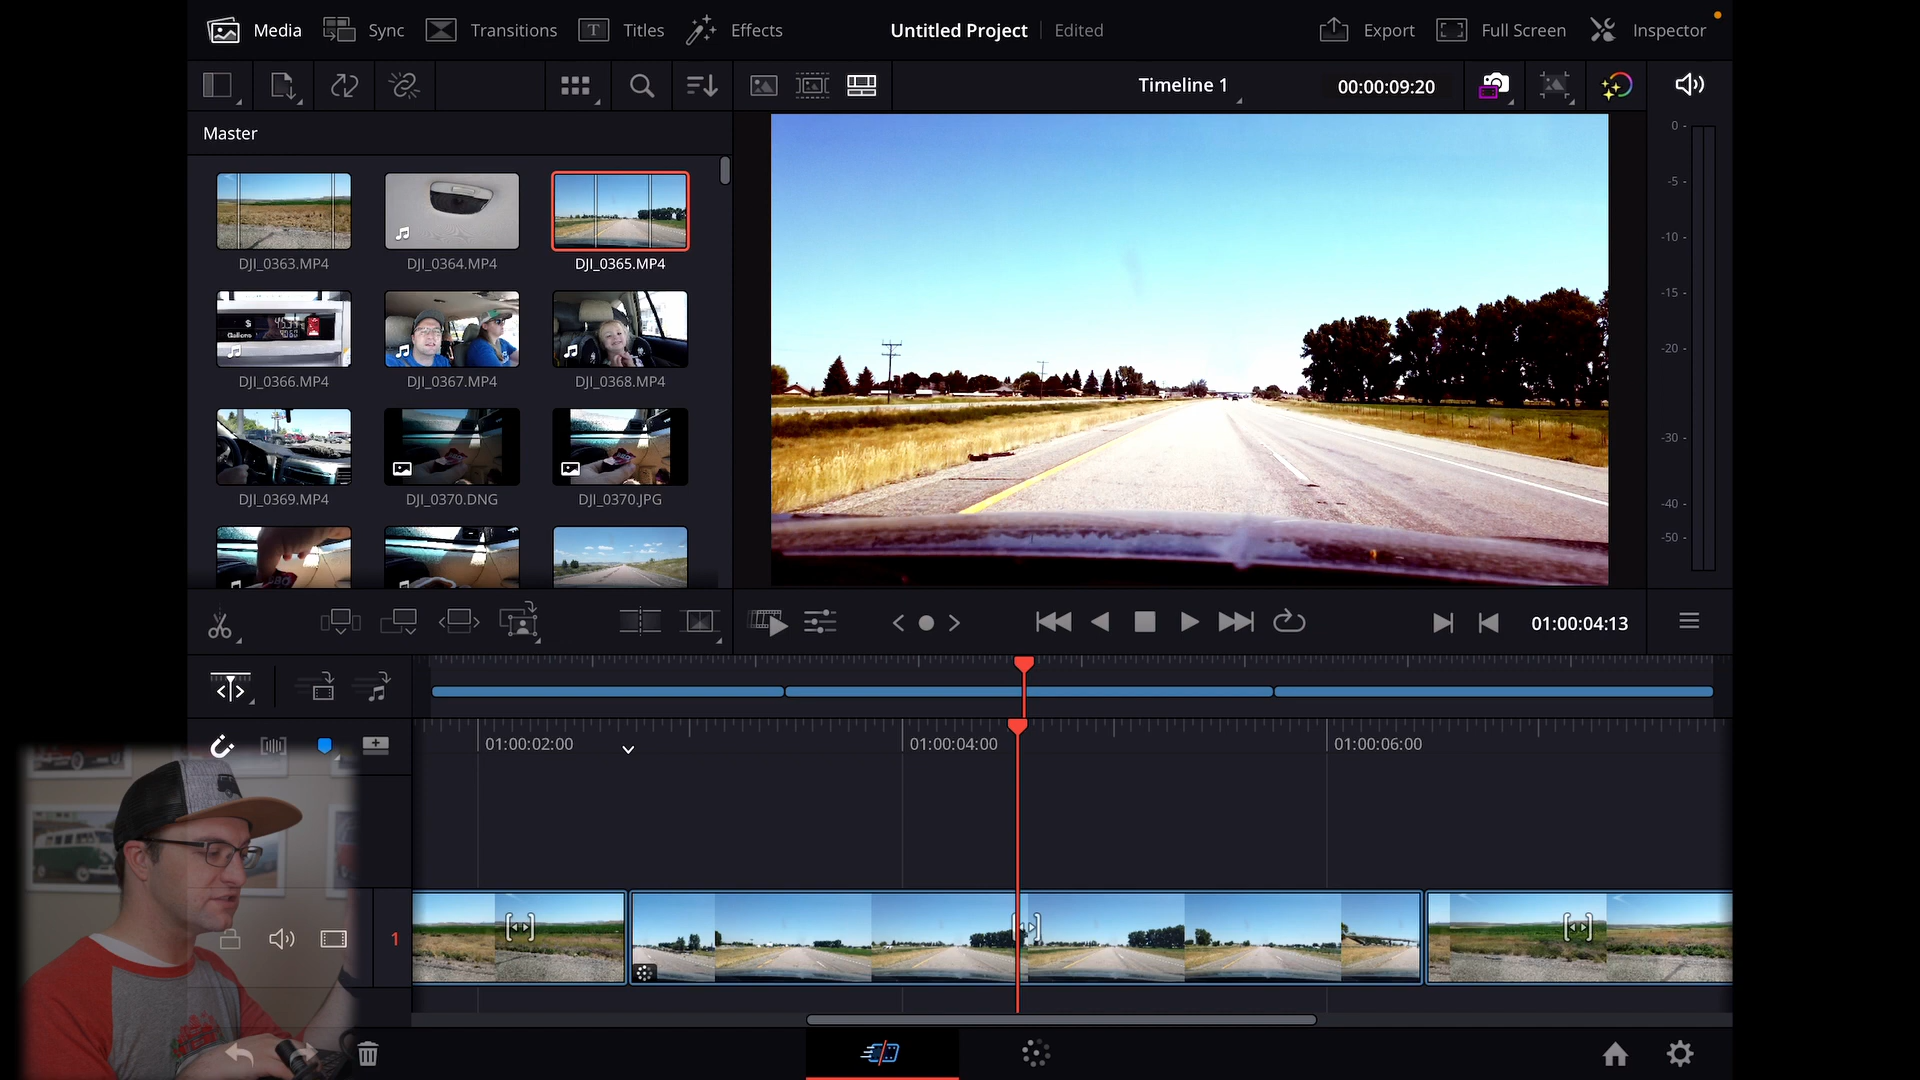 Media Sync Transitions Titles Effects Untitled Project Edited Export Full Screen Inspector
Timeline 1 00:00:09:20
Master
DJI_0363.MP4 DJI_0364.MP4 DJI_0365.MP4
DJI_0366.MP4 DJI_0367.MP4 DJI_0368.MP4
DJI_0369.MP4 DJI_0370.DNG DJI_0370.JPG
0
-5
-10
-15
-20
-30
-40
-50
$
Gallons
01:00:04:13
01:00:02:00 01:00:04:00 01:00:06:00
1